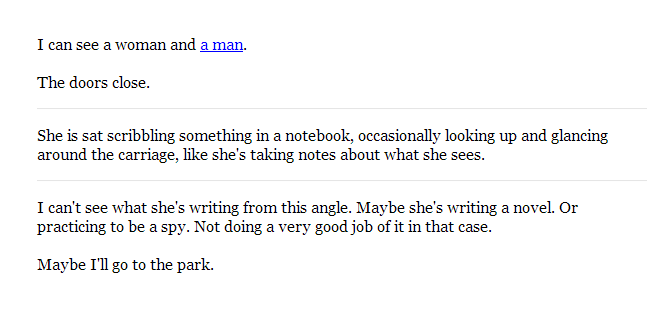 I can see a woman and a man.
The doors close.
She is sat scribbling something in a notebook, occasionally looking up and glancing
around the carriage, like she's taking notes about what she sees.
I can't see what she's writing from this angle. Maybe she's writing a novel. Or
practicing to be a spy. Not doing a very good job of it in that case.
Maybe I'll go to the park.